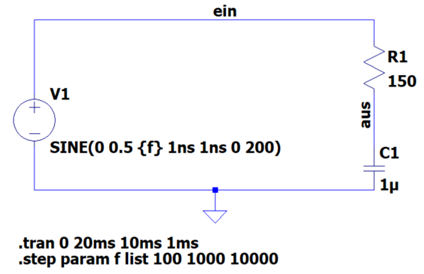 ein
R1
150
V1
aus
SINE(0 0.5 {f} 1ns 1ns 0 200)
C1
1µ
.tran 0 20ms 10ms 1ms
.step param f list 100 1000 10000